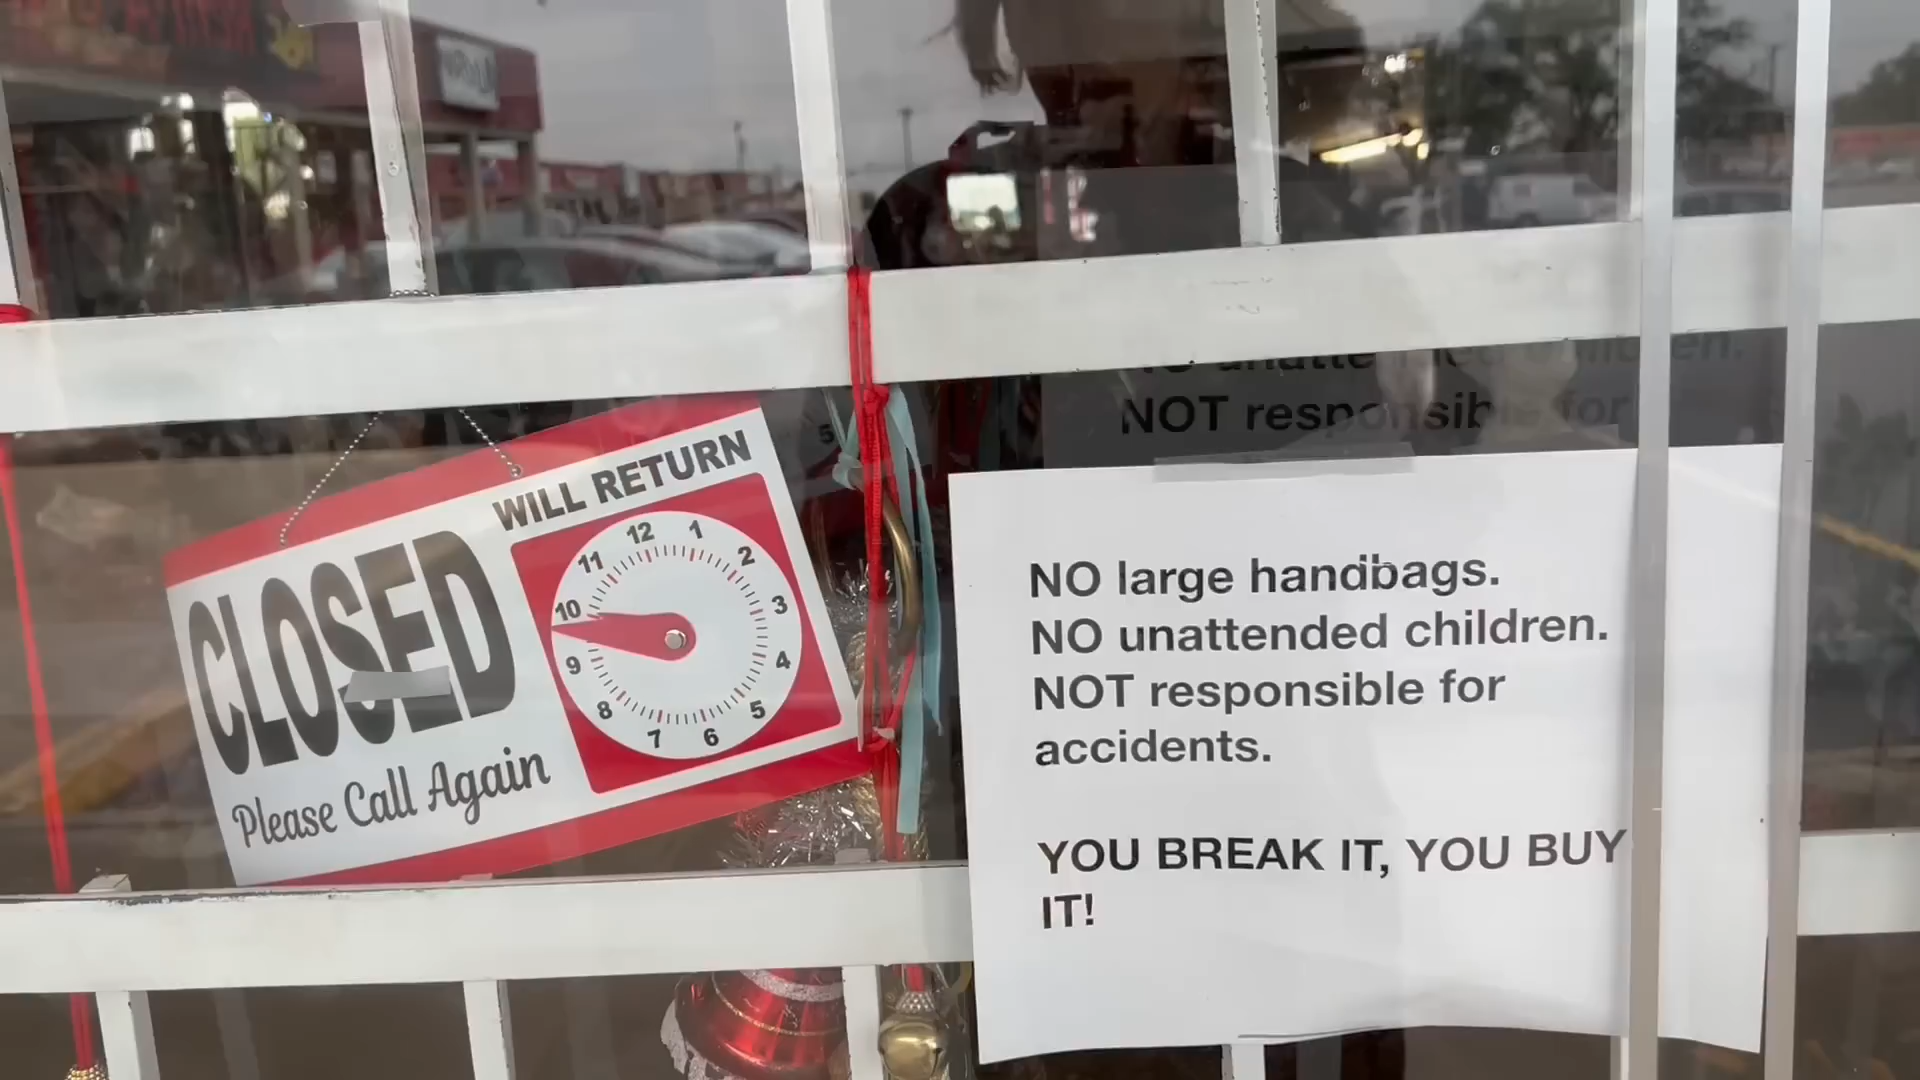 WILL RETURN
CLOSED
Please Call Again
12
1
2
3
4
5
6
7
8
9
10
11
NOT responsible for
NO large handbags.
NO unattended children.
NOT responsible for
accidents.
YOU BREAK IT, YOU BUY
IT!